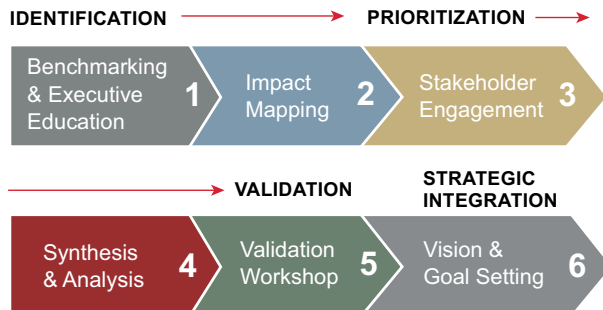 IDENTIFICATION
PRIORITIZATION
Benchmarking
& Executive
Education
1
Impact
Mapping
2
Stakeholder
Engagement
3
VALIDATION
STRATEGIC
INTEGRATION
Synthesis
& Analysis
4
Validation
Workshop
5
Vision &
Goal Setting
6